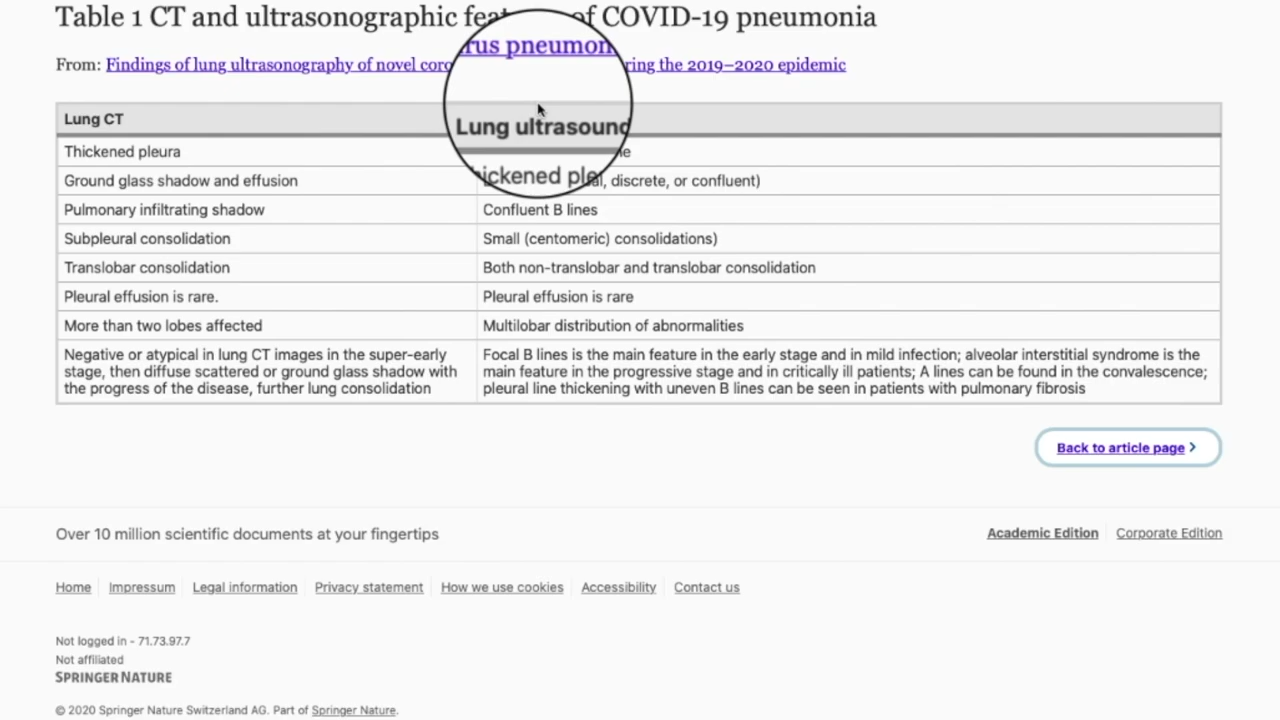 Table 1 CT and ultrasonographic fea of COVID-19 pneumonia
rus pneumon
From: Findings of lung ultrasonography of novel coro ring the 2019–2020 epidemic
Lung CT Lung ultrasound
Thickened pleura hickened ple e
Ground glass shadow and effusion l, discrete, or confluent)
Pulmonary infiltrating shadow Confluent B lines
Subpleural consolidation Small (centomeric) consolidations)
Translobar consolidation Both non-translobar and translobar consolidation
Pleural effusion is rare. Pleural effusion is rare
More than two lobes affected Multilobar distribution of abnormalities
Negative or atypical in lung CT images in the super-early
stage, then diffuse scattered or ground glass shadow with
the progress of the disease, further lung consolidation
Focal B lines is the main feature in the early stage and in mild infection; alveolar interstitial syndrome is the
main feature in the progressive stage and in critically ill patients; A lines can be found in the convalescence;
pleural line thickening with uneven B lines can be seen in patients with pulmonary fibrosis
Back to article page
Over 10 million scientific documents at your fingertips
Academic Edition Corporate Edition
Home Impressum Legal information Privacy statement How we use cookies Accessibility Contact us
Not logged in - 71.73.97.7
Not affiliated
SPRINGER NATURE
© 2020 Springer Nature Switzerland AG. Part of Springer Nature.